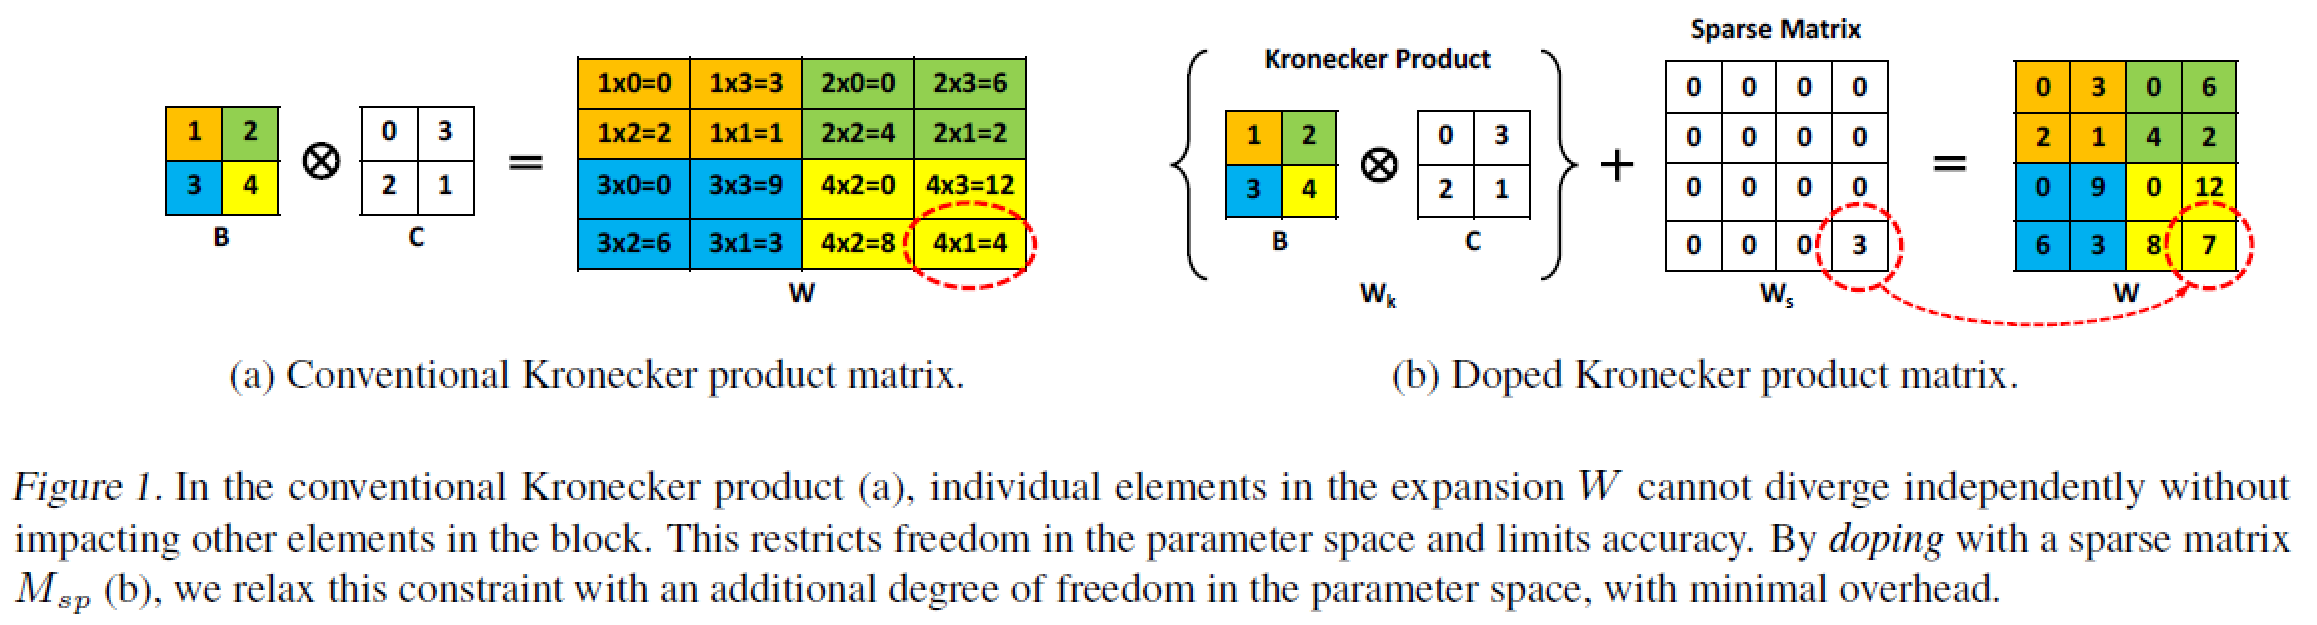 1 2
3 4
B
⊗
0 3
2 1
C
=
1x0=0 1x3=3 2x0=0 2x3=6
1x2=2 1x1=1 2x2=4 2x1=2
3x0=0 3x3=9 4x2=0 4x3=12
3x2=6 3x1=3 4x2=8 4x1=4
W
(a) Conventional Kronecker product matrix.
Kronecker Product
1 2
3 4
B
⊗
0 3
2 1
C
W_k
+
Sparse Matrix
0 0 0 0
0 0 0 0
0 0 0 0
0 0 0 3
W_s
=
0 3 0 6
2 1 4 2
0 9 0 12
6 3 8 7
W
(b) Doped Kronecker product matrix.
Figure 1. In the conventional Kronecker product (a), individual elements in the expansion W cannot diverge independently without
impacting other elements in the block. This restricts freedom in the parameter space and limits accuracy. By doping with a sparse matrix
M_sp (b), we relax this constraint with an additional degree of freedom in the parameter space, with minimal overhead.